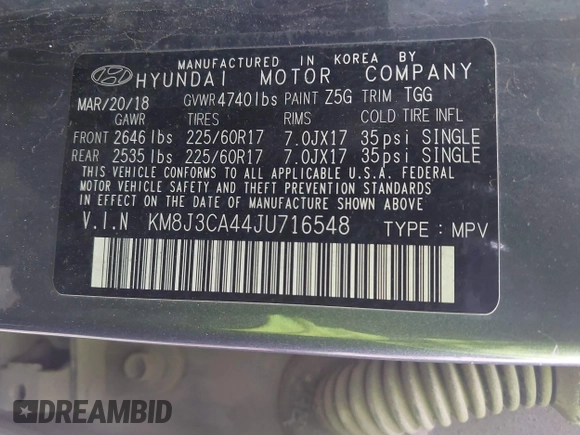 MANUFACTURED IN KOREA BY
HYUNDAI MOTOR COMPANY
MAR/20/18 GVWR 4740lbs PAINT Z5G TRIM TGG
TIRES RIMS COLD TIRE INFL
FRONT 2646 lbs 225/60R17 7.0JX17 35psi SINGLE
REAR 2535 lbs 225/60R17 7.0JX17 35psi SINGLE
THIS VEHICLE CONFORMS TO ALL APPLICABLE U.S.A. FEDERAL
MOTOR VEHICLE SAFETY AND THEFT PREVENTION STANDARDS
IN EFFECT ON THE DATE OF MANUFACTURE SHOWN ABOVE
V.I.N KM8J3CA44JU716548 TYPE : MPV
DREAMBID